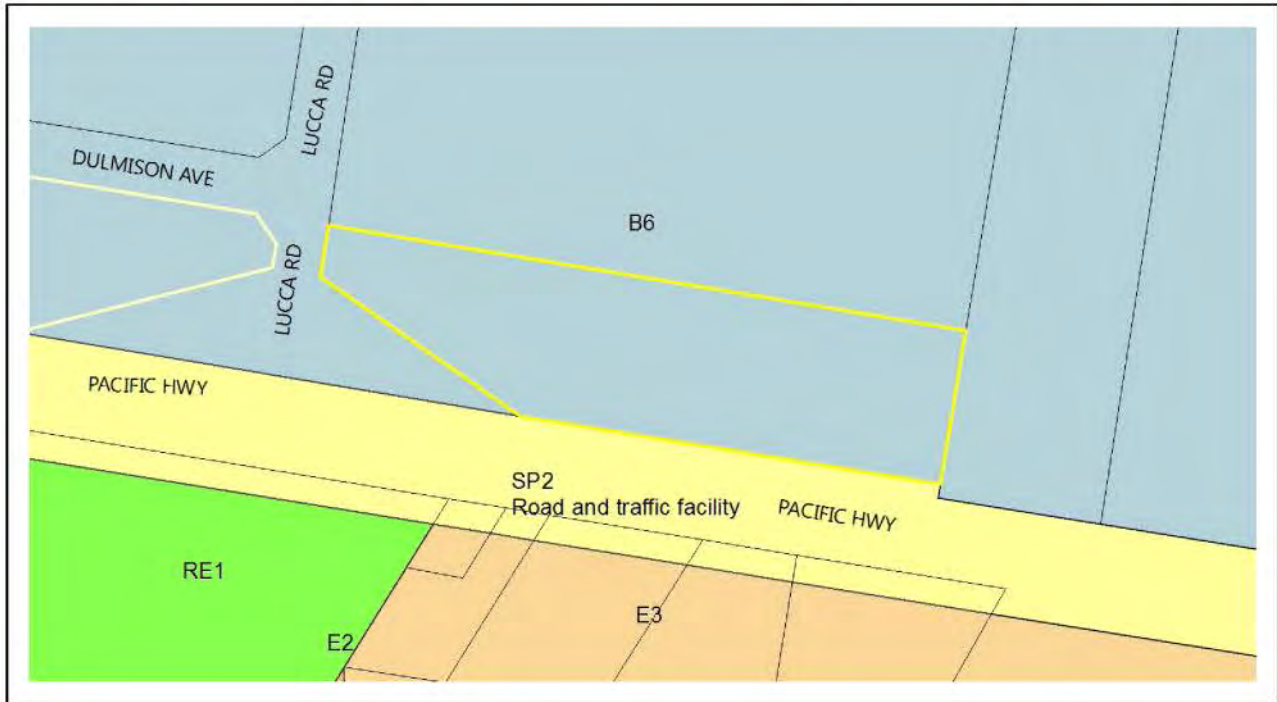 LUCCA RD
DULMISON AVE
B6
LUCCA RD
PACIFIC HWY
SP2
Road and traffic facility
PACIFIC HWY
RE1
E3
E2